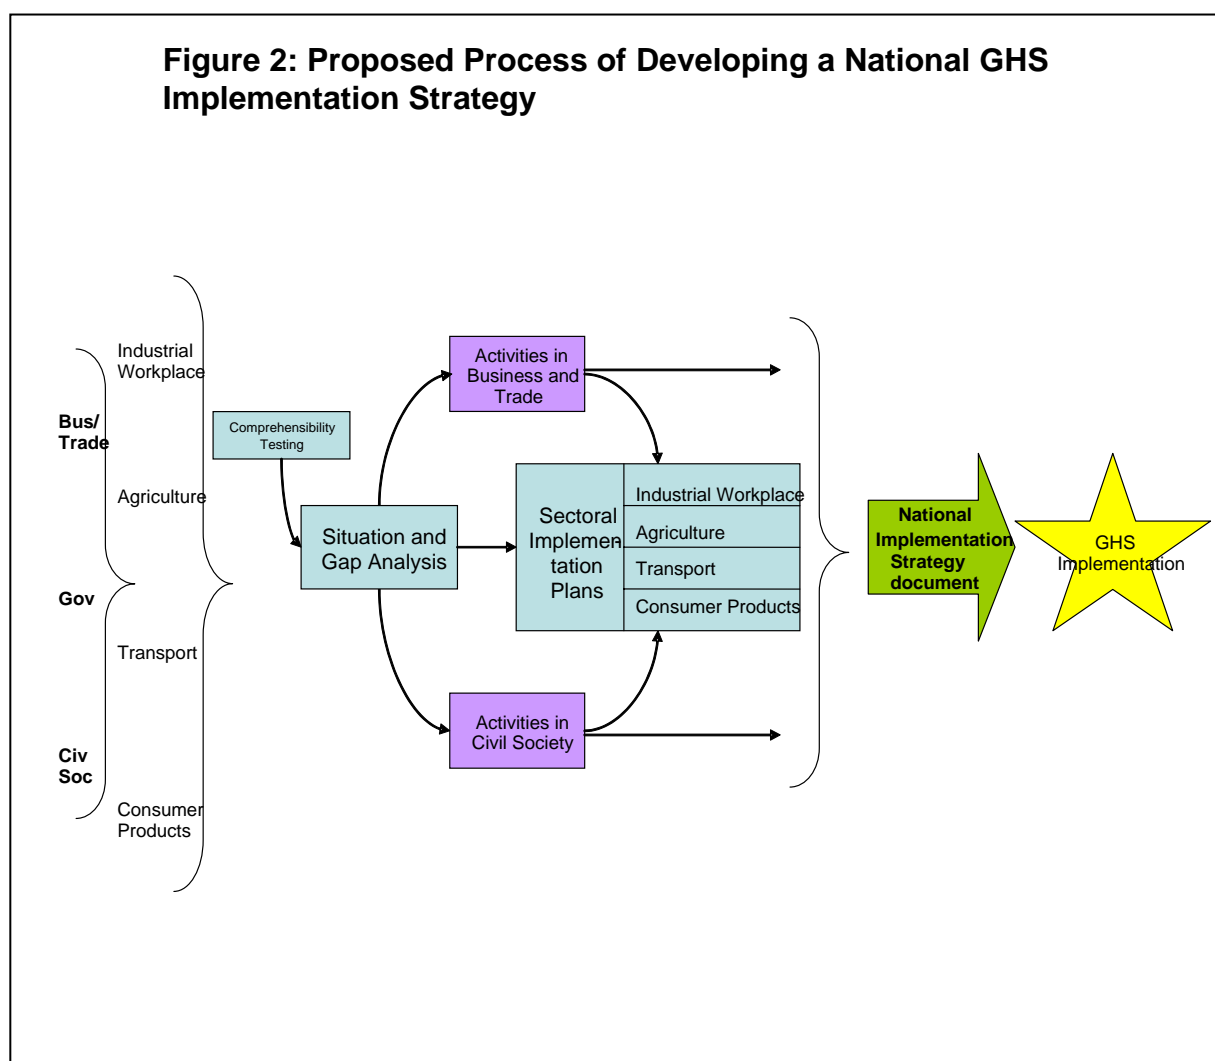 Figure 2: Proposed Process of Developing a National GHS
Implementation Strategy
Bus/
Trade
Gov
Civ
Soc
Industrial
Workplace
Agriculture
Transport
Consumer
Products
Comprehensibility
Testing
Situation and
Gap Analysis
Activities in
Business and
Trade
Sectoral
Implemen-
tation
Plans
Industrial Workplace
Agriculture
Transport
Consumer Products
Activities in
Civil Society
National
Implementation
Strategy
document
GHS
Implementation